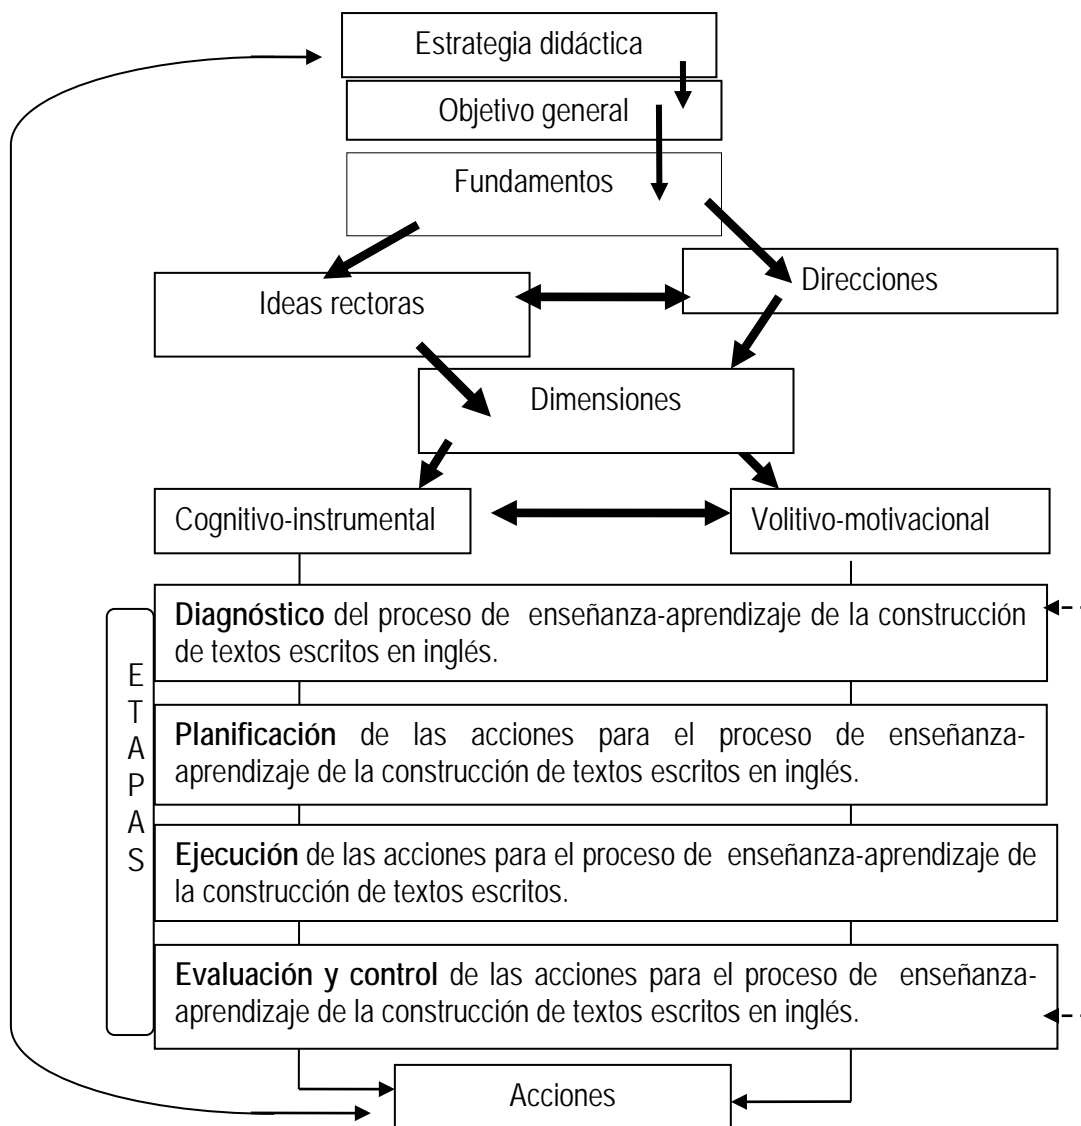 Estrategia didáctica
Objetivo general
Fundamentos
Ideas rectoras
Direcciones
Dimensiones
Cognitivo-instrumental
Volitivo-motivacional
E
T
A
P
A
S
Diagnóstico del proceso de enseñanza-aprendizaje de la construcción
de textos escritos en inglés.
Planificación de las acciones para el proceso de enseñanza-
aprendizaje de la construcción de textos escritos en inglés.
Ejecución de las acciones para el proceso de enseñanza-aprendizaje de
la construcción de textos escritos.
Evaluación y control de las acciones para el proceso de enseñanza-
aprendizaje de la construcción de textos escritos en inglés.
Acciones